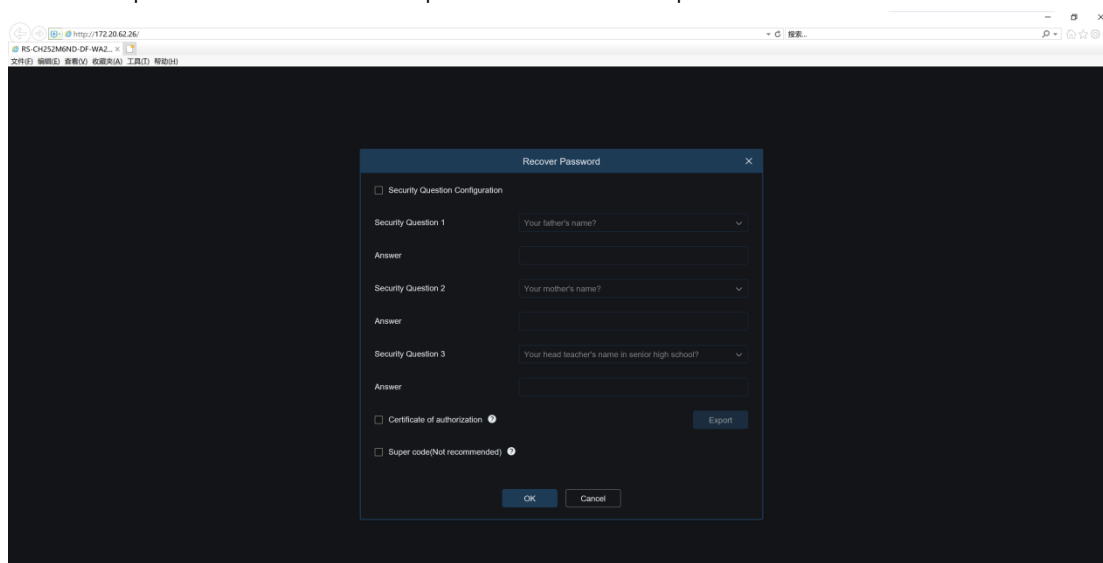 http://172.20.62.26/
搜索...
RS-CH252M6ND-DF-WA2... ×
文件(F) 编辑(E) 查看(V) 收藏夹(A) 工具(T) 帮助(H)
Recover Password
Security Question Configuration
Security Question 1 Your father's name?
Answer
Security Question 2 Your mother's name?
Answer
Security Question 3 Your head teacher's name in senior high school?
Answer
Certificate of authorization ? Export
Super code(Not recommended) ?
OK Cancel